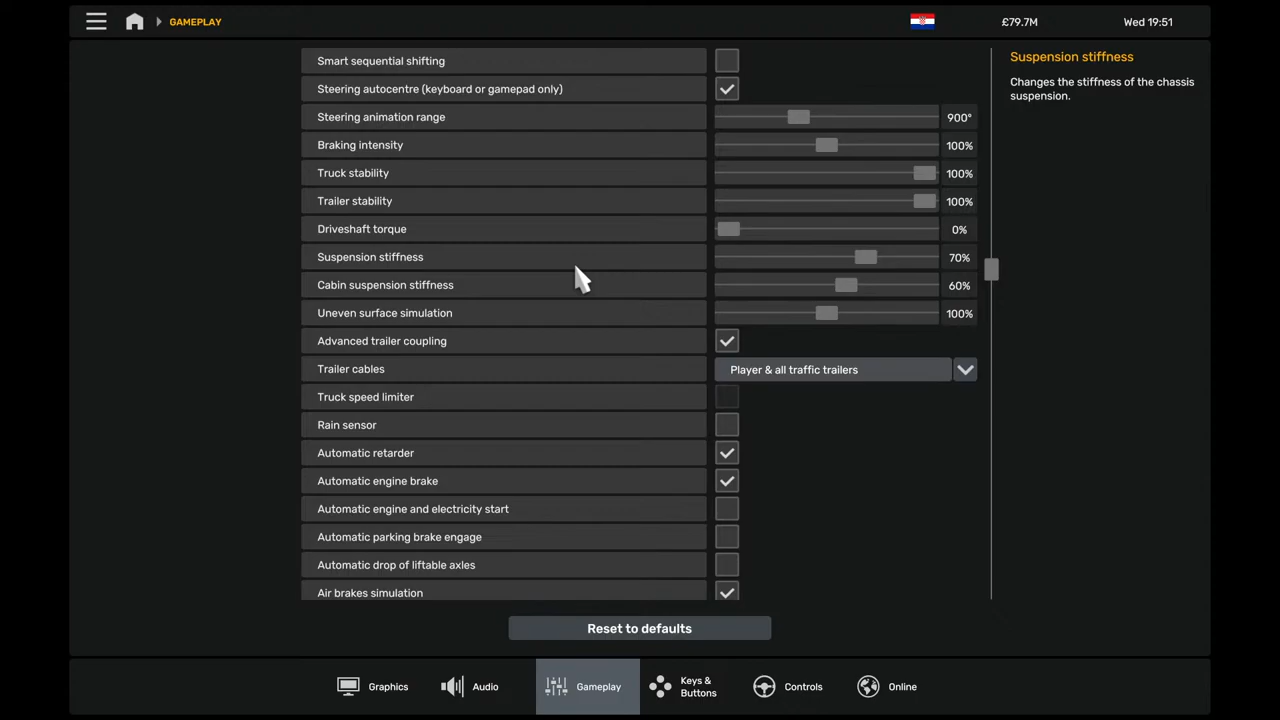 GAMEPLAY
£79.7M
Wed 19:51
Smart sequential shifting
Steering autocentre (keyboard or gamepad only)
Steering animation range 900°
Braking intensity 100%
Truck stability 100%
Trailer stability 100%
Driveshaft torque 0%
Suspension stiffness 70%
Cabin suspension stiffness 60%
Uneven surface simulation 100%
Advanced trailer coupling
Trailer cables Player & all traffic trailers
Truck speed limiter
Rain sensor
Automatic retarder
Automatic engine brake
Automatic engine and electricity start
Automatic parking brake engage
Automatic drop of liftable axles
Air brakes simulation
Suspension stiffness
Changes the stiffness of the chassis
suspension.
Reset to defaults
Graphics
Audio
Gameplay
Keys &
Buttons
Controls
Online